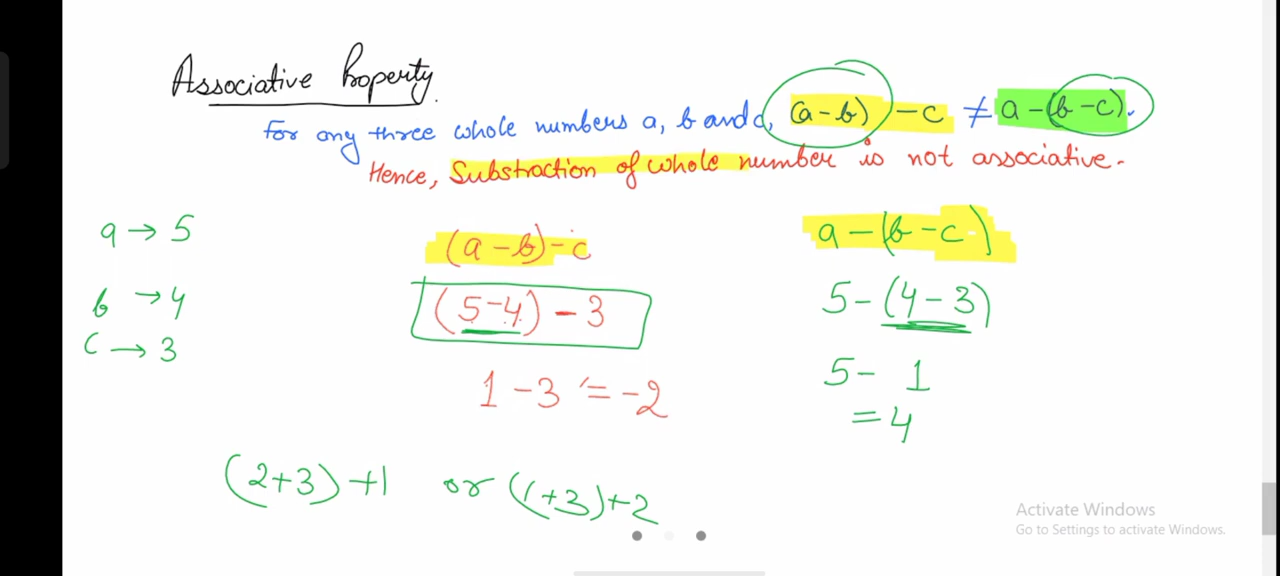 Associative Property.
For any three whole numbers a, b and c, (a-b)-c ≠ a-(b-c).
Hence, Substraction of whole number is not associative.
a → 5
(a-b)-c
a-(b-c)
b → 4
(5-4)-3
5-(4-3)
c → 3
1-3 = -2
5- 1
= 4
(2+3)+1 or (1+3)+2
Activate Windows
Go to Settings to activate Windows.